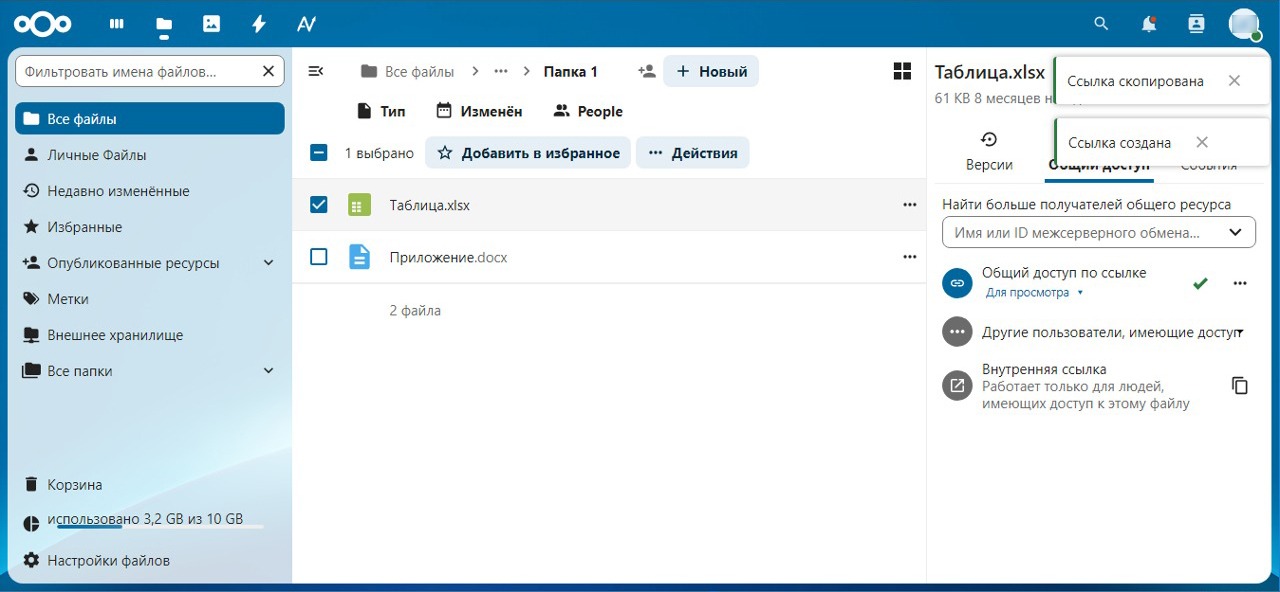 Фильтровать имена файлов...
Все файлы
Личные Файлы
Недавно изменённые
Избранные
Опубликованные ресурсы
Метки
Внешнее хранилище
Все папки
Корзина
использовано 3,2 GB из 10 GB
Настройки файлов
Все файлы
Папка 1
Новый
Тип
Изменён
People
1 выбрано
Добавить в избранное
Действия
Таблица.xlsx
Приложение.docx
2 файла
Таблица.xlsx
61 KB 8 месяцев
Ссылка скопирована
Ссылка создана
Версии
Общий доступ
События
Найти больше получателей общего ресурса
Имя или ID межсерверного обмена...
Общий доступ по ссылке
Для просмотра
Другие пользователи, имеющие доступ
Внутренняя ссылка
Работает только для людей,
имеющих доступ к этому файлу